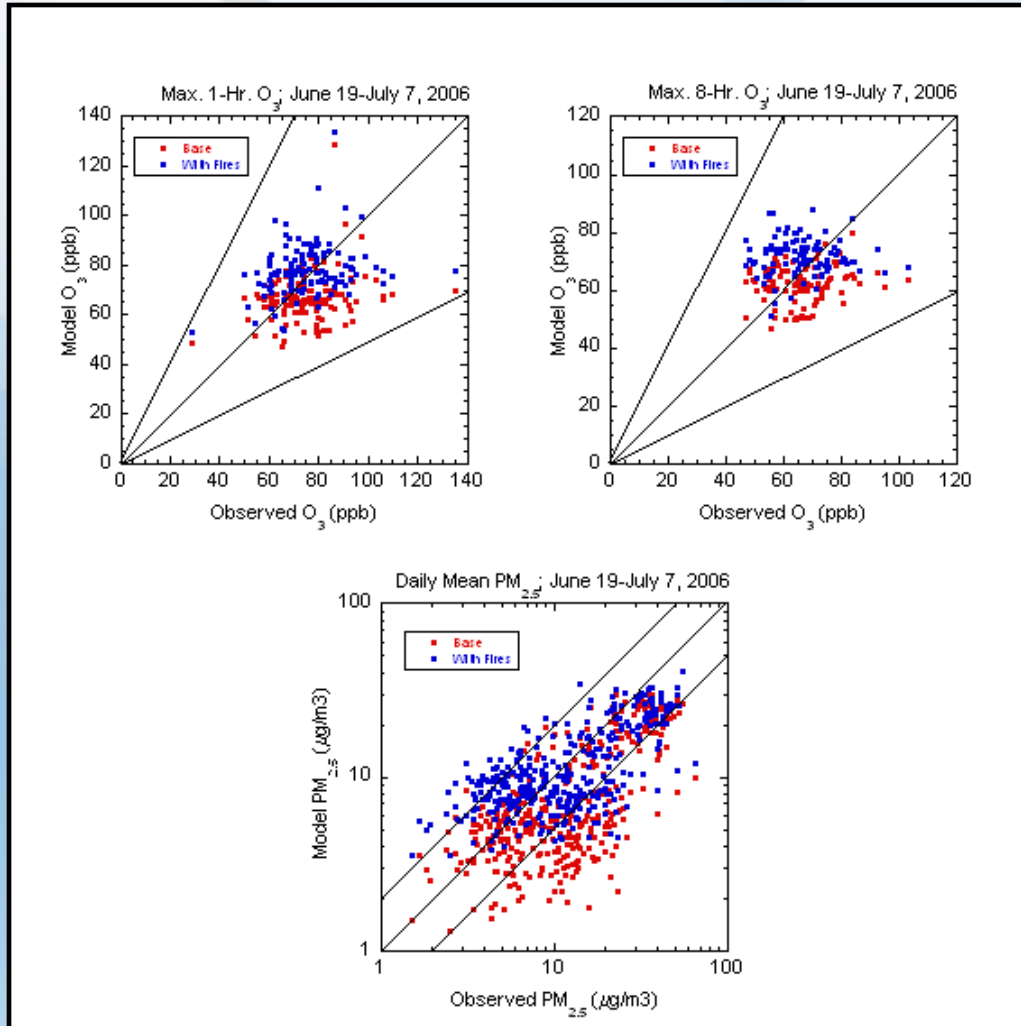 Max. 1-Hr. O3; June 19-July 7, 2006
140
120
100
80
60
40
20
0
Model O3 (ppb)
Base
With Fires
0 20 40 60 80 100 120 140
Observed O3 (ppb)
Max. 8-Hr. O3; June 19-July 7, 2006
120
100
80
60
40
20
0
Model O3 (ppb)
Base
With Fires
0 20 40 60 80 100 120
Observed O3 (ppb)
Daily Mean PM2.5; June 19-July 7, 2006
100
10
1
Model PM2.5 (µg/m3)
Base
With Fires
1 10 100
Observed PM2.5 (µg/m3)